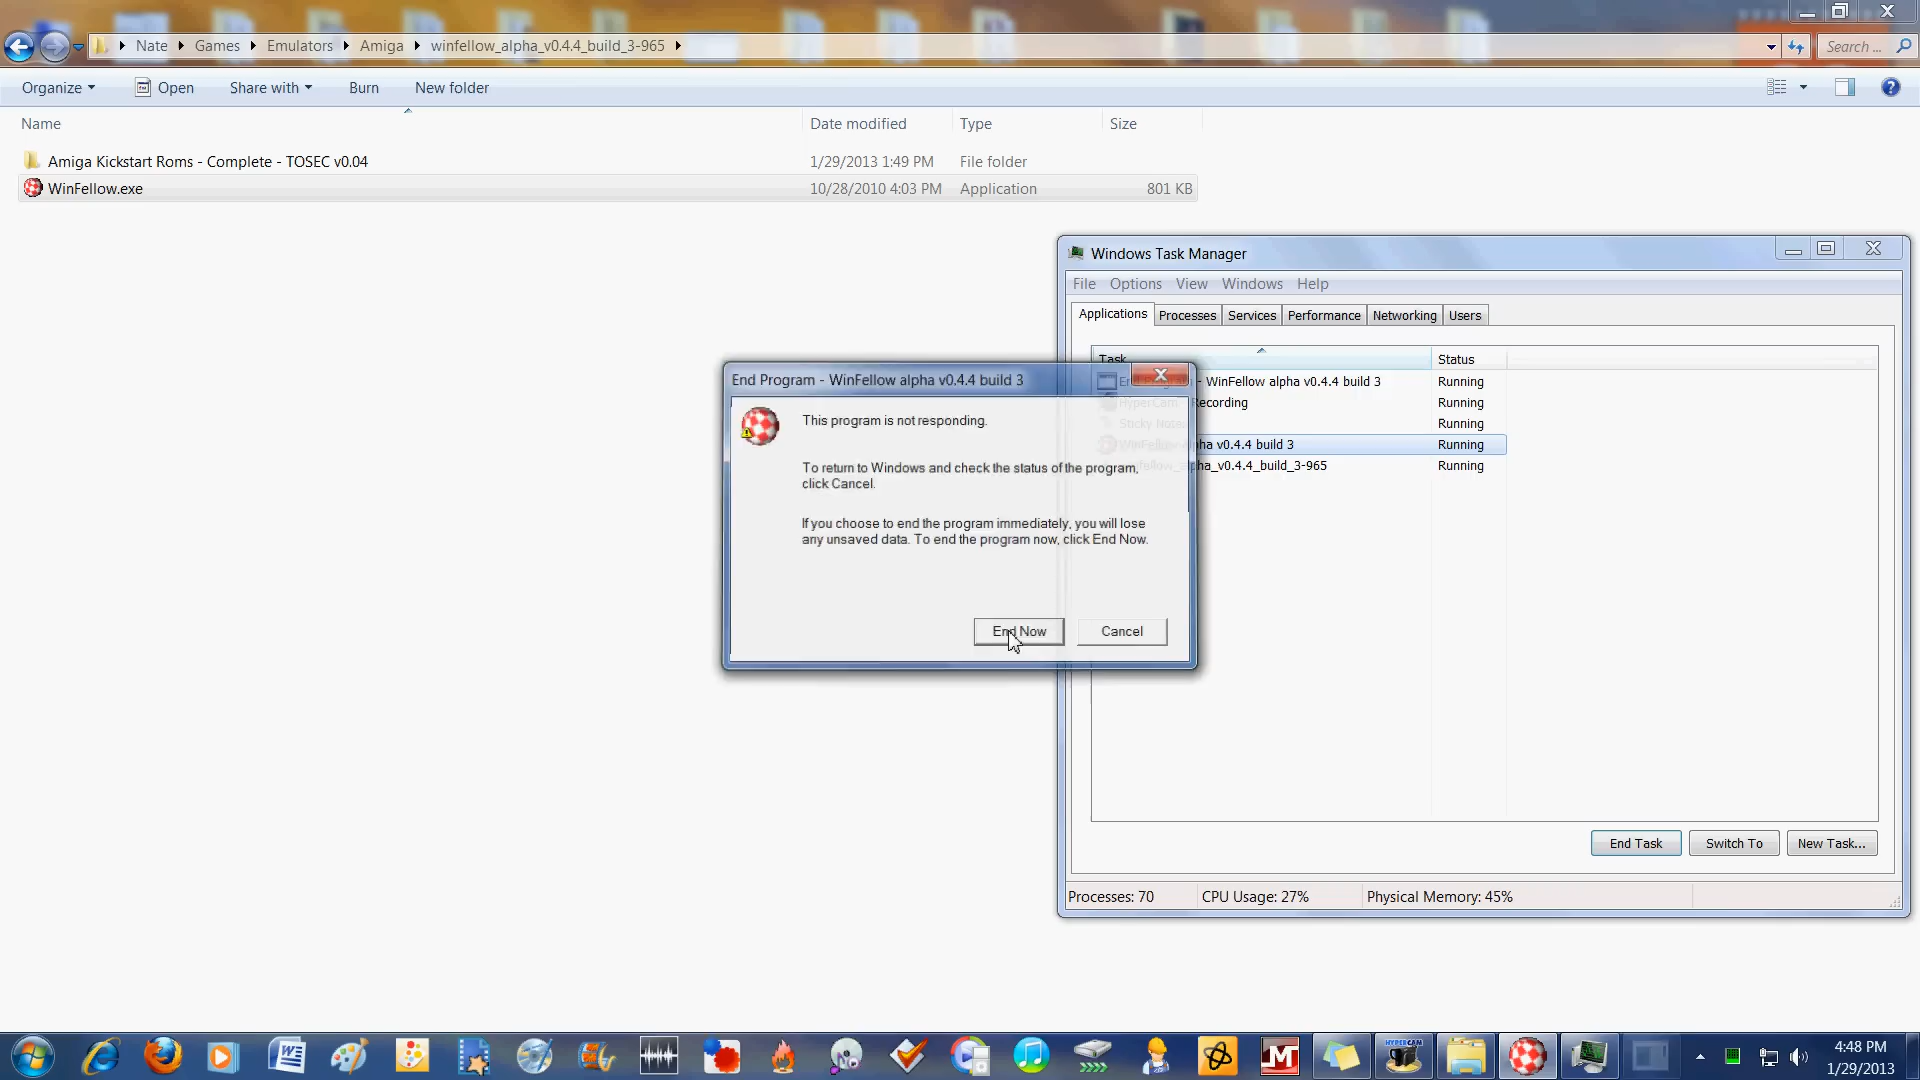 Nate Games Emulators Amiga winfellow_alpha_v0.4.4_build_3-965
Search ...
Organize Open Share with Burn New folder
Name Date modified Type Size
Amiga Kickstart Roms - Complete - TOSEC v0.04 1/29/2013 1:49 PM File folder
WinFellow.exe 10/28/2010 4:03 PM Application 801 KB
Windows Task Manager
File Options View Windows Help
Applications Processes Services Performance Networking Users
Task Status
- WinFellow alpha v0.4.4 build 3 Running
HyperCam Recording Running
Sticky Notes Running
WinFellow alpha v0.4.4 build 3 Running
winfellow_alpha_v0.4.4_build_3-965 Running
End Program - WinFellow alpha v0.4.4 build 3
This program is not responding.
To return to Windows and check the status of the program,
click Cancel.
If you choose to end the program immediately, you will lose
any unsaved data. To end the program now, click End Now.
End Now Cancel
End Task Switch To New Task...
Processes: 70 CPU Usage: 27% Physical Memory: 45%
HYPERCAM
4:48 PM
1/29/2013